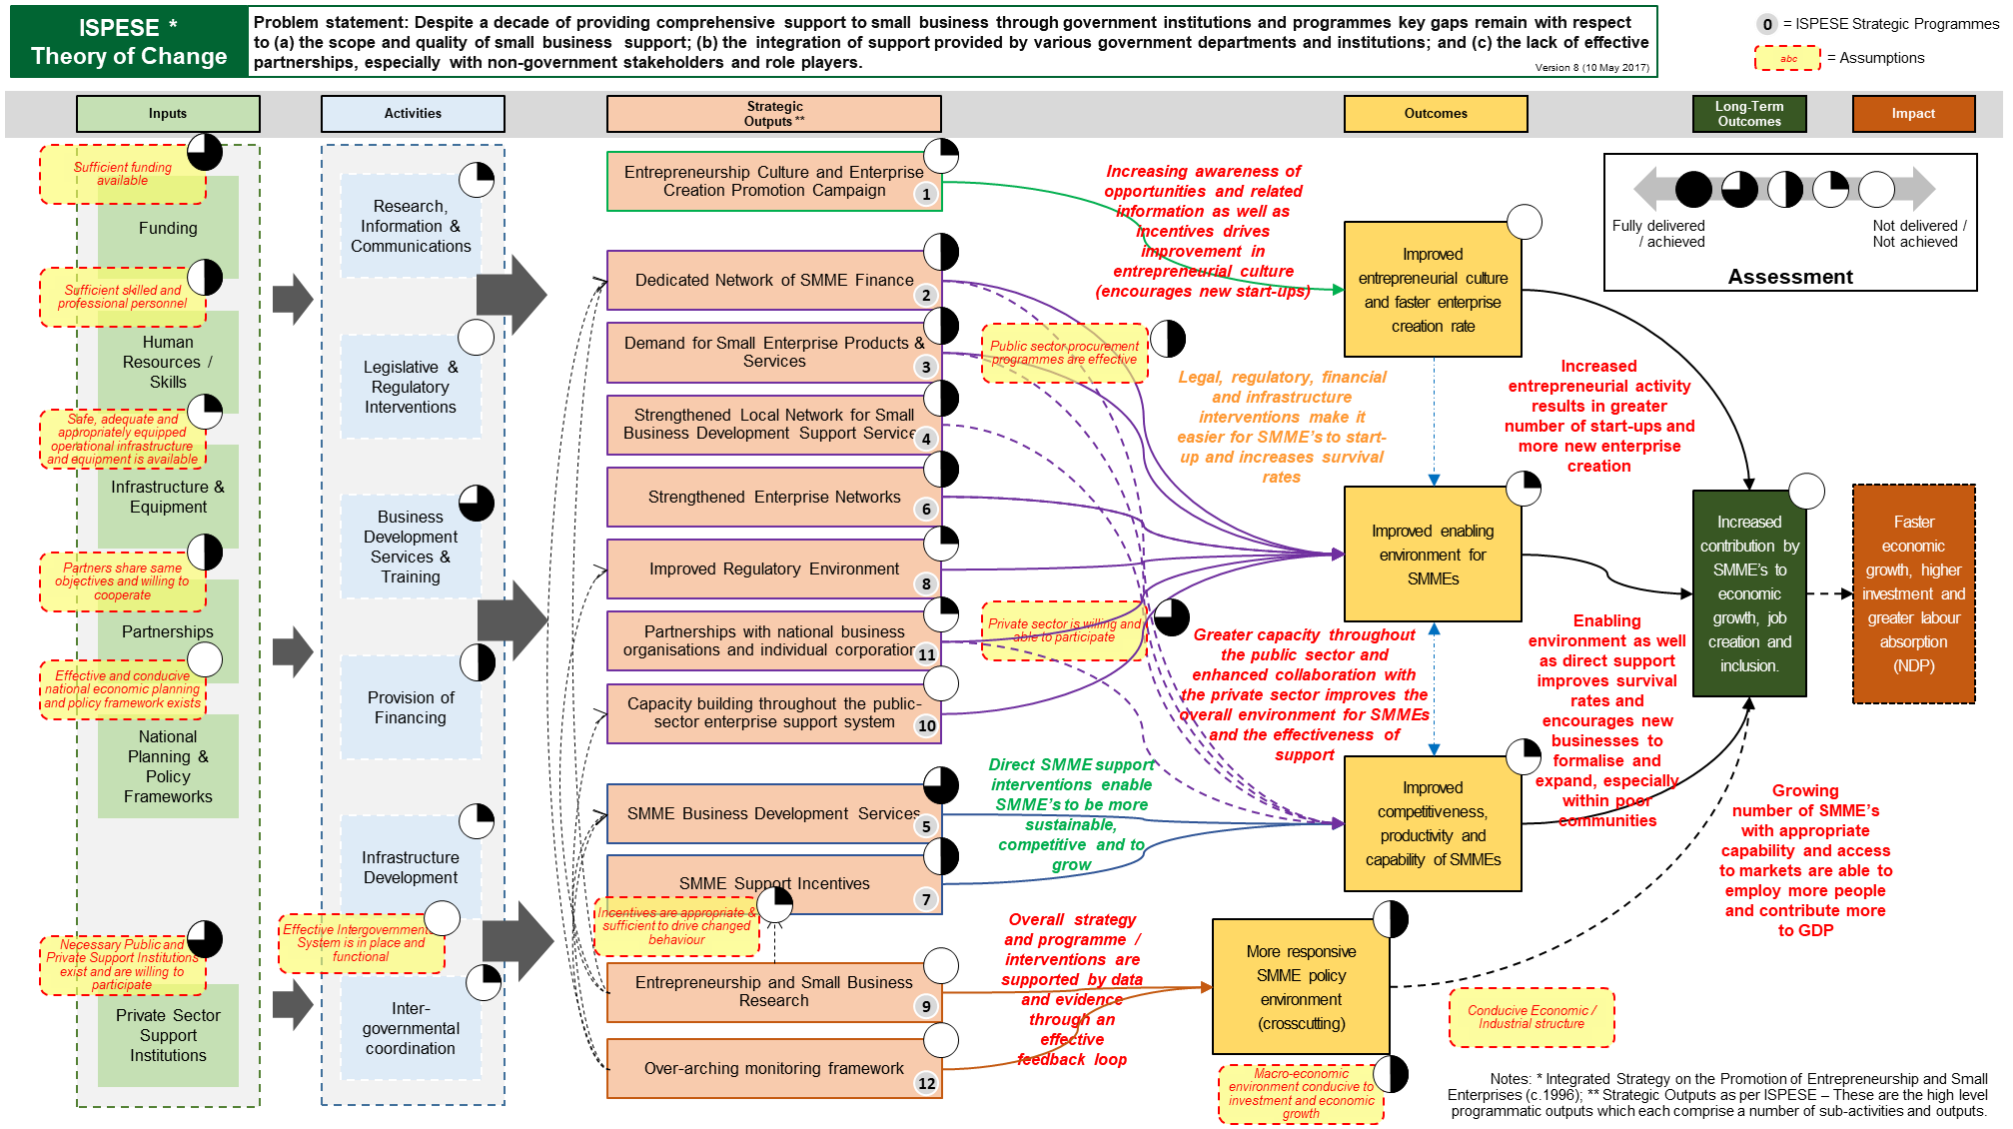 ISPESE *
Theory of Change
Problem statement: Despite a decade of providing comprehensive support to small business through government institutions and programmes key gaps remain with respect
to (a) the scope and quality of small business support; (b) the integration of support provided by various government departments and institutions; and (c) the lack of effective
partnerships, especially with non-government stakeholders and role players.
Version 8 (10 May 2017)
0 = ISPESE Strategic Programmes
abc = Assumptions
Inputs
Activities
Strategic
Outputs **
Outcomes
Long-Term
Outcomes
Impact
Sufficient funding
available
Funding
Sufficient skilled and
professional personnel
Human
Resources /
Skills
Safe, adequate and
appropriately equipped
operational infrastructure
and equipment is available
Infrastructure &
Equipment
Partners share same
objectives and willing to
cooperate
Partnerships
Effective and conducive
national economic planning
and policy framework exists
National
Planning &
Policy
Frameworks
Necessary Public and
Private Support Institutions
exist and are willing to
participate
Private Sector
Support
Institutions
Research,
Information &
Communications
Legislative &
Regulatory
Interventions
Business
Development
Services &
Training
Provision of
Financing
Infrastructure
Development
Effective Intergovernmenta
System is in place and
functional
Inter-
governmental
coordination
Entrepreneurship Culture and Enterprise
Creation Promotion Campaign
1
Dedicated Network of SMME Finance
2
Demand for Small Enterprise Products &
Services
3
Strengthened Local Network for Small
Business Development Support Service
4
Strengthened Enterprise Networks
6
Improved Regulatory Environment
8
Partnerships with national business
organisations and individual corporation
11
Capacity building throughout the public-
sector enterprise support system
10
SMME Business Development Services
5
SMME Support Incentives
7
Incentives are appropriate &
sufficient to drive changed
behaviour
Entrepreneurship and Small Business
Research
9
Over-arching monitoring framework
12
Increasing awareness of
opportunities and related
information as well as
incentives drives
improvement in
entrepreneurial culture
(encourages new start-ups)
Public sector procurement
programmes are effective
Legal, regulatory, financial
and infrastructure
interventions make it
easier for SMME's to start-
up and increases survival
rates
Private sector is willing and
able to participate
Greater capacity throughout
the public sector and
enhanced collaboration with
the private sector improves the
overall environment for SMMEs
and the effectiveness of
support
Direct SMME support
interventions enable
SMME's to be more
sustainable,
competitive and to
grow
Overall strategy
and programme /
interventions are
supported by data
and evidence
through an
effective
feedback loop
Improved
entrepreneurial culture
and faster enterprise
creation rate
Improved enabling
environment for
SMMEs
Improved
competitiveness,
productivity and
capability of SMMEs
More responsive
SMME policy
environment
(crosscutting)
Macro-economic
environment conducive to
investment and economic
growth
Conducive Economic /
Industrial structure
Increased
entrepreneurial activity
results in greater
number of start-ups and
more new enterprise
creation
Enabling
environment as well
as direct support
improves survival
rates and
encourages new
businesses to
formalise and
expand, especially
within poor
communities
Growing
number of SMME's
with appropriate
capability and access
to markets are able to
employ more people
and contribute more
to GDP
Increased
contribution by
SMME's to
economic
growth, job
creation and
inclusion.
Faster
economic
growth, higher
investment and
greater labour
absorption
(NDP)
Fully delivered
/ achieved
Not delivered /
Not achieved
Assessment
Notes: * Integrated Strategy on the Promotion of Entrepreneurship and Small
Enterprises (c.1996); ** Strategic Outputs as per ISPESE – These are the high level
programmatic outputs which each comprise a number of sub-activities and outputs.